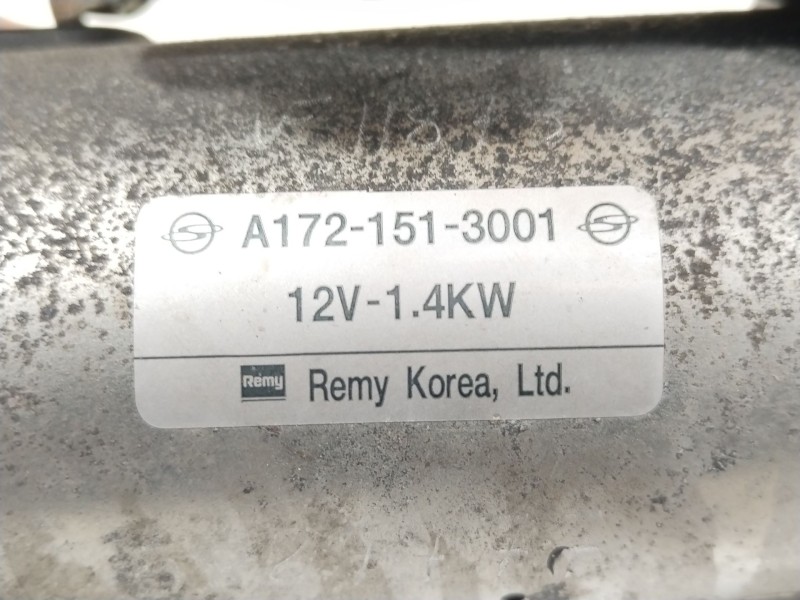 A172-151-3001
12V-1.4KW
Remy Remy Korea, Ltd.